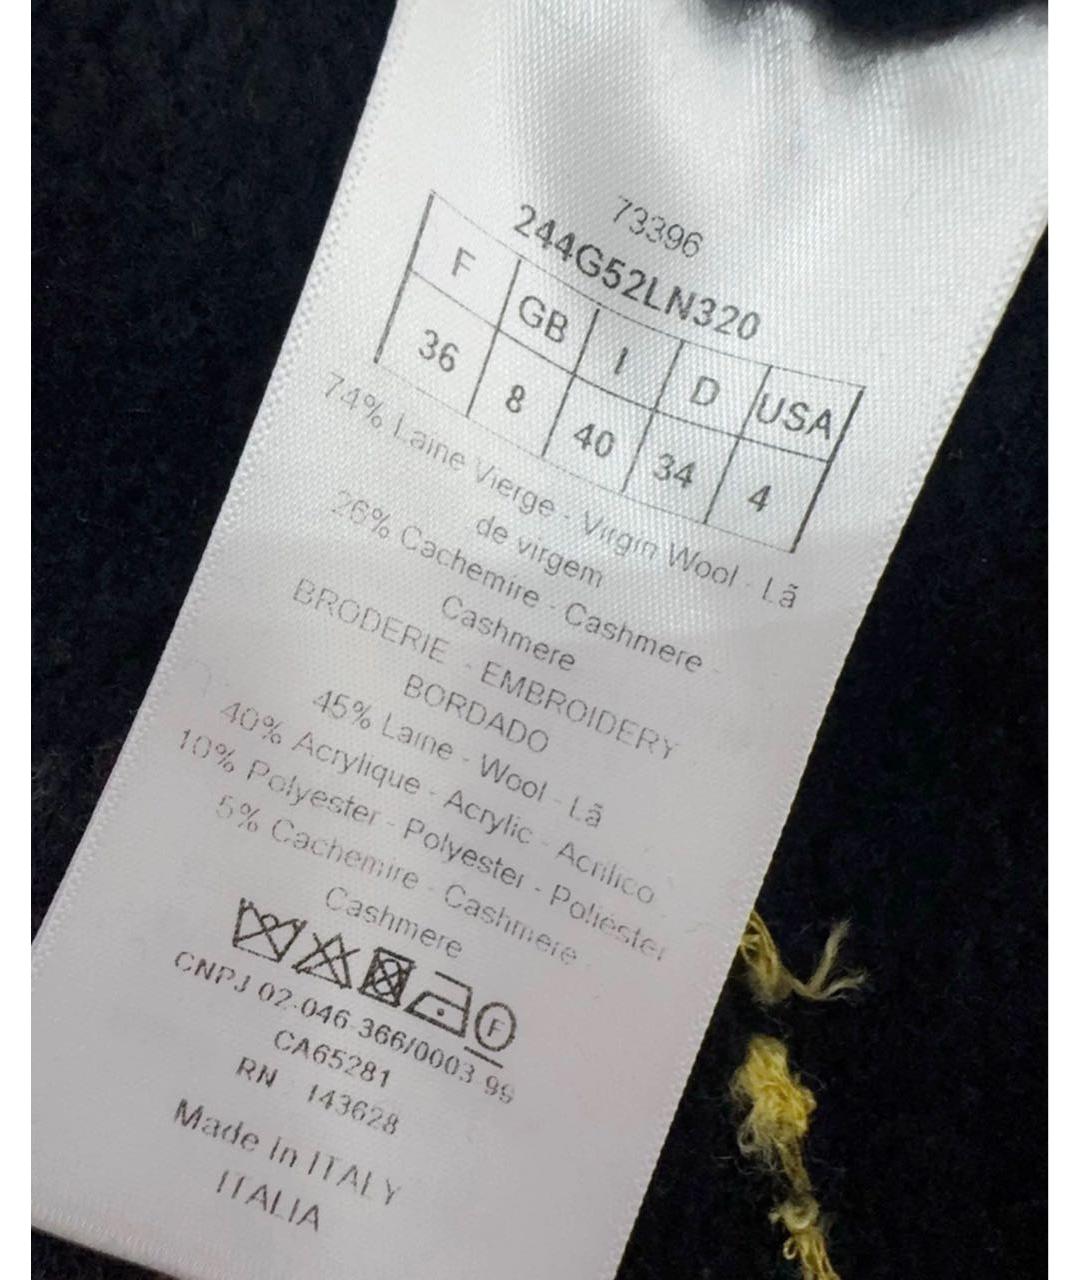 73396
244G52LN320
F GB I D USA
36 8 40 34 4
74% Laine Vierge - Virgin Wool - Lã
de virgem
26% Cachemire - Cashmere -
Cashmere
BRODERIE - EMBROIDERY
BORDADO
45% Laine - Wool - Lã
40% Acrylique - Acrylic - Acrilico
10% Polyester - Polyester - Poliéster
5% Cachemire - Cashmere -
Cashmere
F
CNPJ 02-046 366/0003 99
CA65281
RN 143628
Made in ITALY
ITALIA